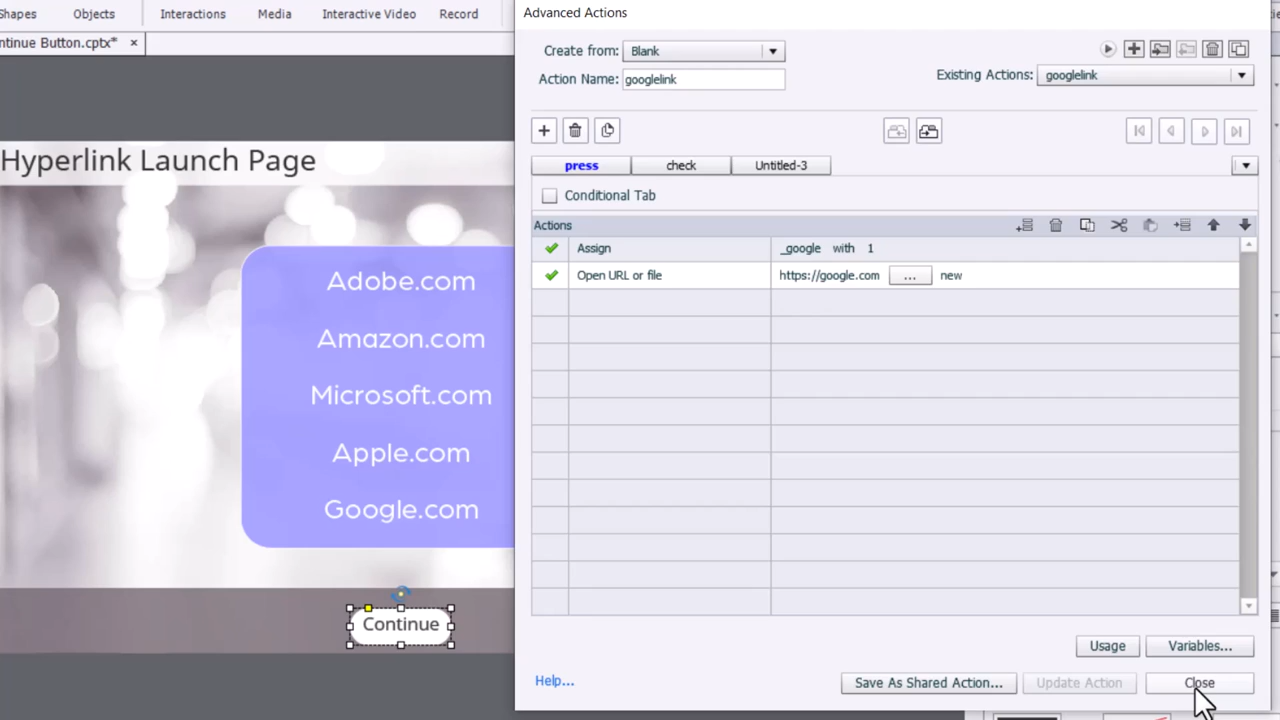 Shapes
Objects
Interactions
Media
Interactive Video
Record
ntinue Button.cptx* ×
Hyperlink Launch Page
Adobe.com
Amazon.com
Microsoft.com
Apple.com
Google.com
Continue
Advanced Actions
Create from: Blank
Action Name: googlelink
Existing Actions: googlelink
press check Untitled-3
Conditional Tab
Actions
Assign _google with 1
Open URL or file https://google.com ... new
Usage Variables...
Help... Save As Shared Action... Update Action Close